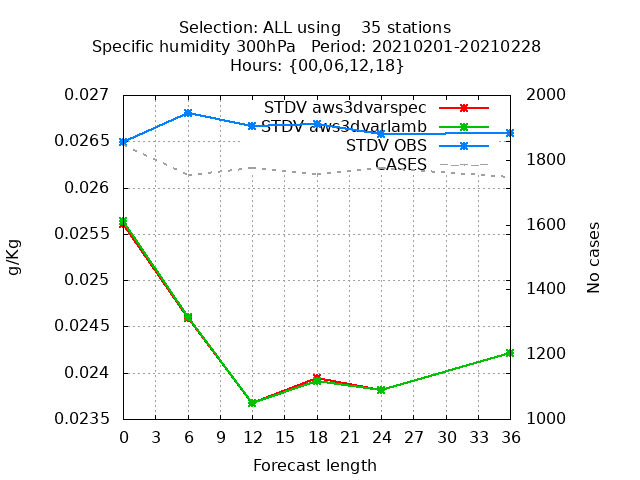 Selection: ALL using    35 stations
Specific humidity 300hPa   Period: 20210201-20210228
Hours: {00,06,12,18}
0.027
0.0265
0.026
0.0255
0.025
0.0245
0.024
0.0235
g/Kg
STDV aws3dvarspec
STDV aws3dvarlamb
STDV OBS
CASES
2000
1800
1600
1400
1200
1000
No cases
0 3 6 9 12 15 18 21 24 27 30 33 36
Forecast length